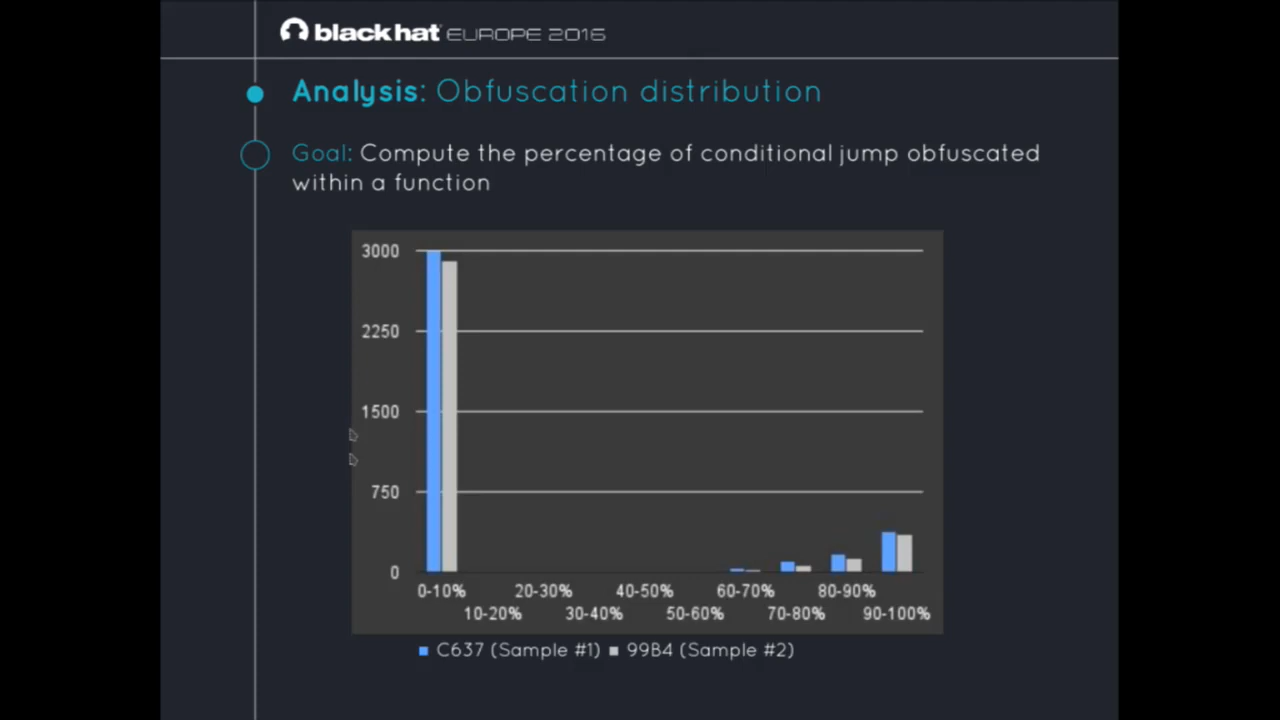 black hat EUROPE 2016
Analysis: Obfuscation distribution
Goal: Compute the percentage of conditional jump obfuscated
within a function
3000
2250
1500
750
0
0-10% 20-30% 40-50% 60-70% 80-90%
10-20% 30-40% 50-60% 70-80% 90-100%
C637 (Sample #1) 99B4 (Sample #2)